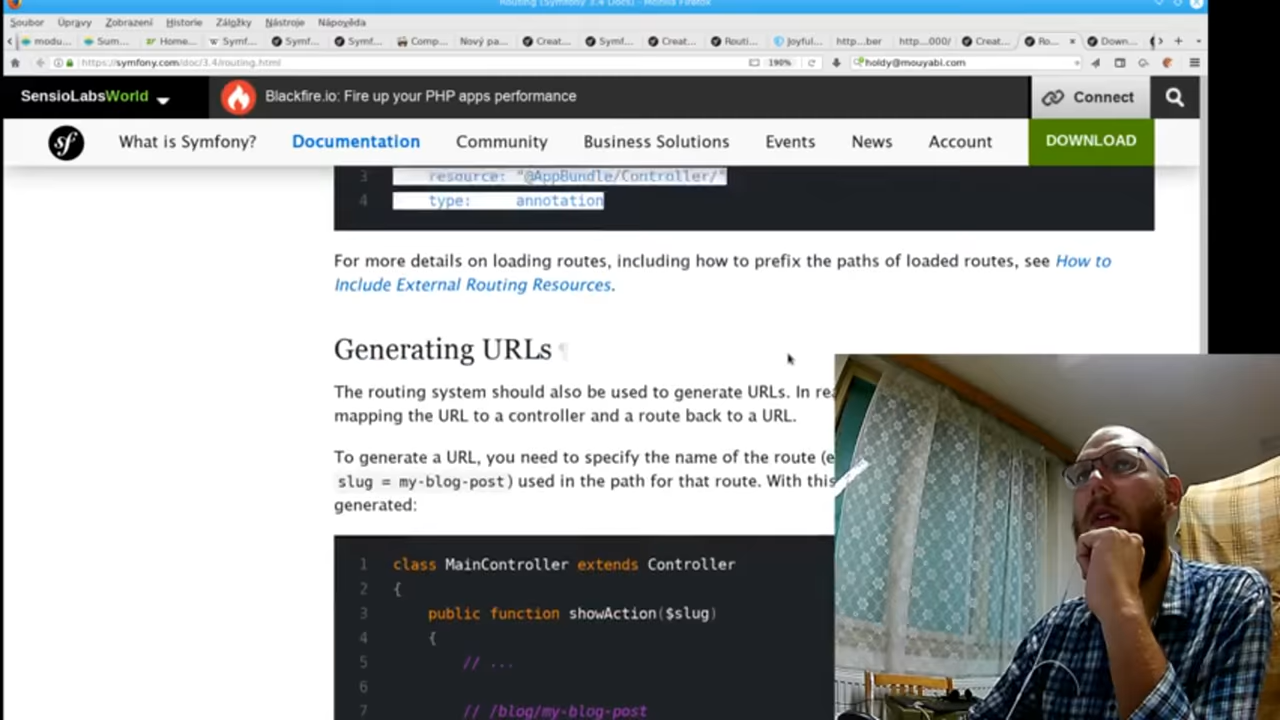 Routing (Symfony 3.4 Docs) - Mozilla Firefox
Soubor Úpravy Zobrazení Historie Záložky Nástroje Nápověda
modu... Sum... Home... Symf... Symf... Symf... Comp... Nový pa... Creat... Symf... Creat... Routi... Joyful... http...ber http...000/ Creat... Ro... Down...
https://symfony.com/doc/3.4/routing.html 190% holdy@mouyabi.com
SensioLabsWorld Blackfire.io: Fire up your PHP apps performance Connect
sf What is Symfony? Documentation Community Business Solutions Events News Account DOWNLOAD
3 resource: "@AppBundle/Controller/"
4 type: annotation
For more details on loading routes, including how to prefix the paths of loaded routes, see How to
Include External Routing Resources.
Generating URLs ¶
The routing system should also be used to generate URLs. In rea
mapping the URL to a controller and a route back to a URL.
To generate a URL, you need to specify the name of the route (e
slug = my-blog-post) used in the path for that route. With this
generated:
1 class MainController extends Controller
2 {
3 public function showAction($slug)
4 {
5 // ...
6
7 // /blog/my-blog-post